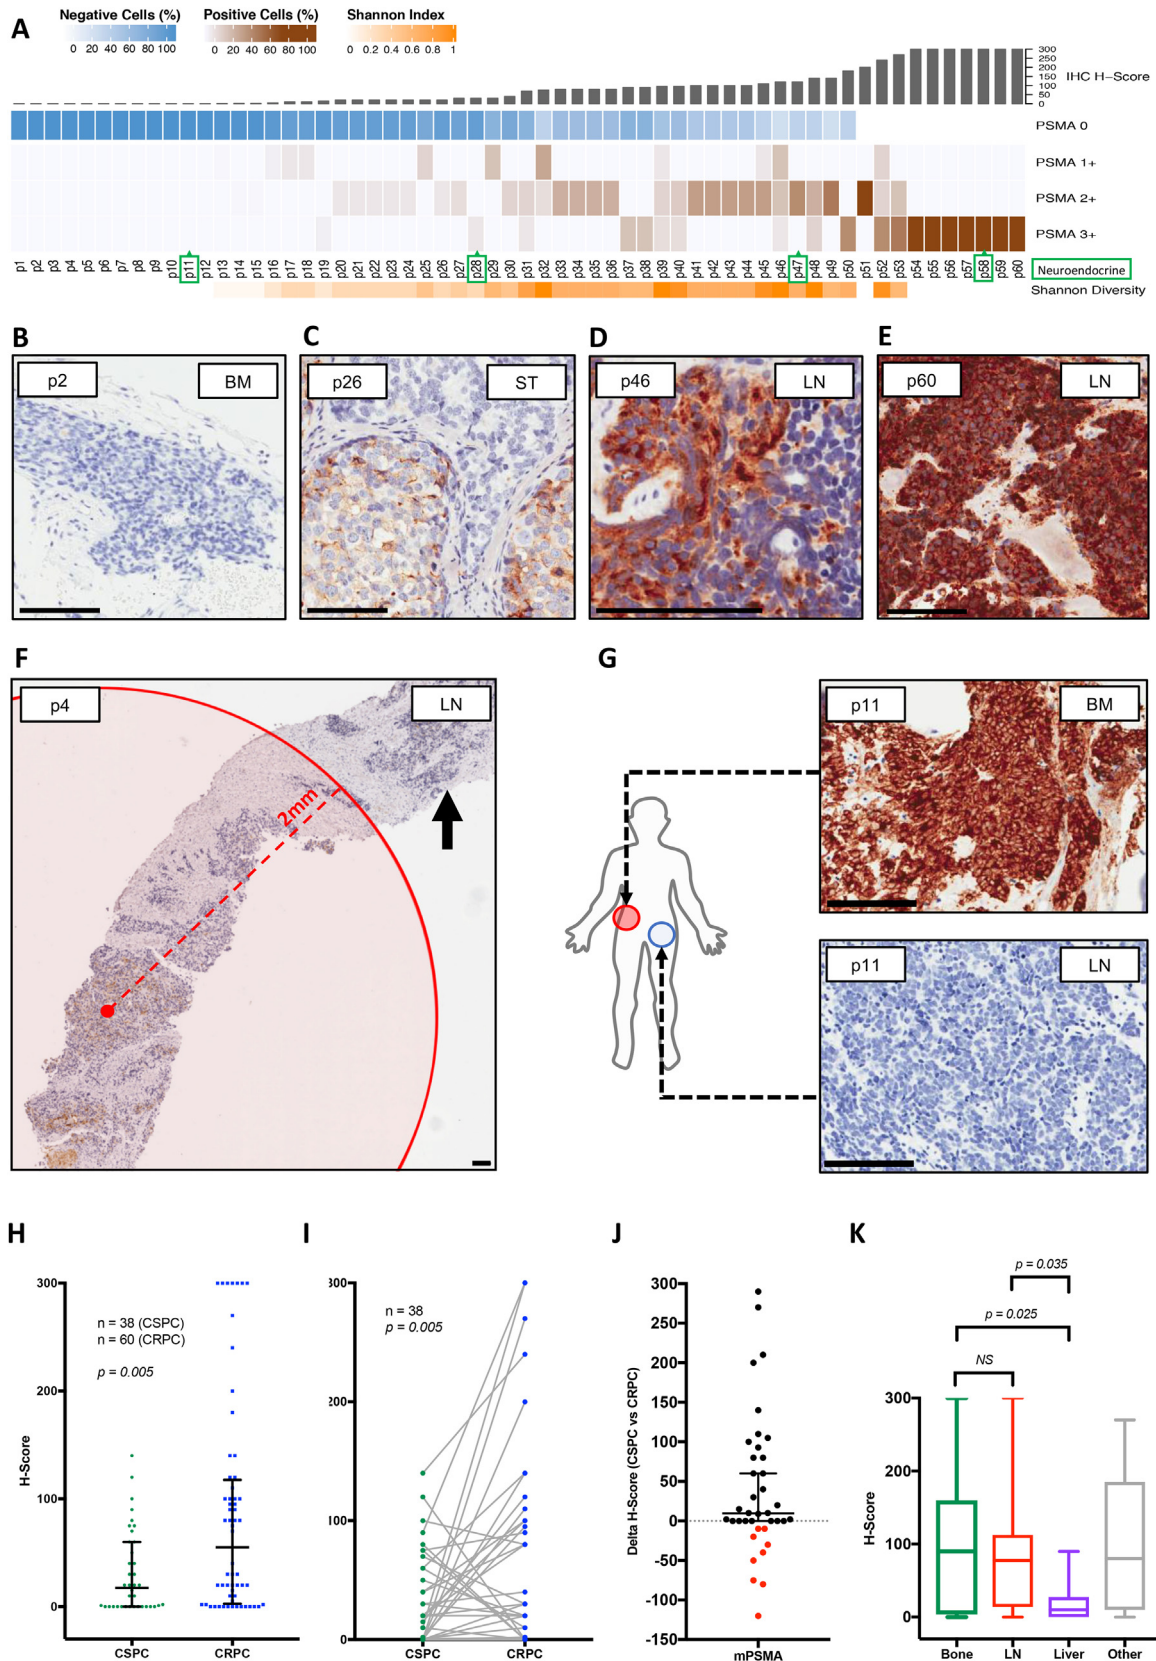 A
Negative Cells (%)
0 20 40 60 80 100
Positive Cells (%)
0 20 40 60 80 100
Shannon Index
0 0.2 0.4 0.6 0.8 1
300
250
200
150
100
50
0
IHC H-Score
PSMA 0
PSMA 1+
PSMA 2+
PSMA 3+
p1 p2 p3 p4 p5 p6 p7 p8 p9 p10 p11 p12 p13 p14 p15 p16 p17 p18 p19 p20 p21 p22 p23 p24 p25 p26 p27 p28 p29 p30 p31 p32 p33 p34 p35 p36 p37 p38 p39 p40 p41 p42 p43 p44 p45 p46 p47 p48 p49 p50 p51 p52 p53 p54 p55 p56 p57 p58 p59 p60
Neuroendocrine
Shannon Diversity
B
p2
BM
C
p26
ST
D
p46
LN
E
p60
LN
F
p4
LN
2mm
G
p11
BM
p11
LN
H
H-Score
300
200
100
0
n = 38 (CSPC)
n = 60 (CRPC)
p = 0.005
CSPC
CRPC
I
300
200
100
0
n = 38
p = 0.005
CSPC
CRPC
J
Delta H-Score (CSPC vs CRPC)
300
250
200
150
100
50
0
-50
-100
-150
mPSMA
K
p = 0.035
p = 0.025
NS
H-Score
300
200
100
0
Bone
LN
Liver
Other